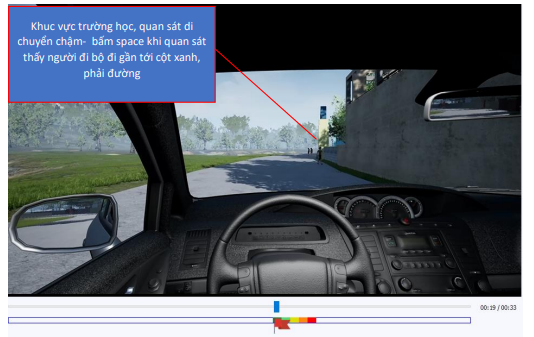 Khuc vực trường học, quan sát di
chuyển chậm- bấm space khi quan sát
thấy người đi bộ đi gần tới cột xanh,
phải đường
00:19 / 00:33